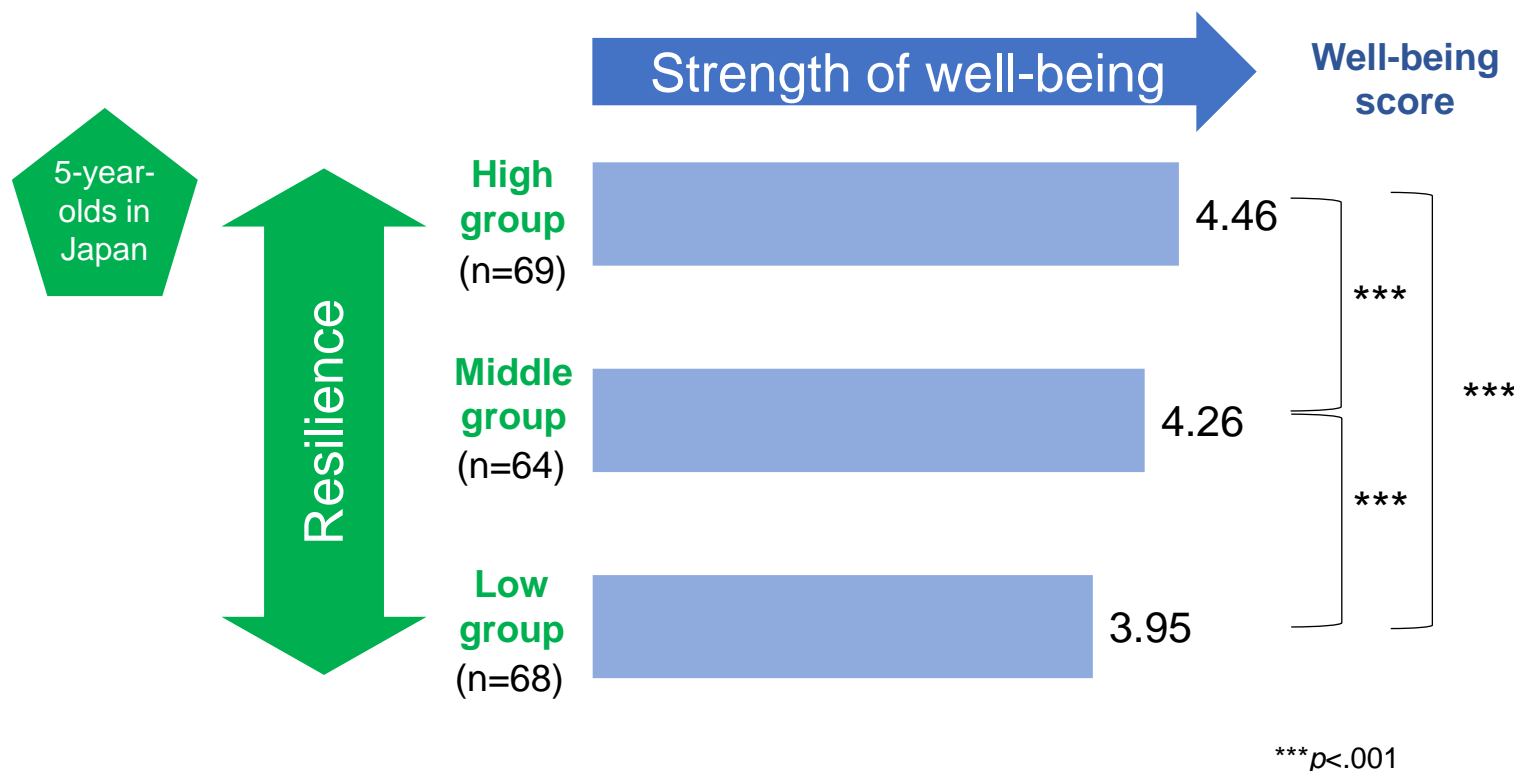 Strength of well-being
Well-being
score
5-year-
olds in
Japan
Resilience
High
group
(n=69)
4.46
***
Middle
group
(n=64)
4.26
***
***
Low
group
(n=68)
3.95
***p<.001